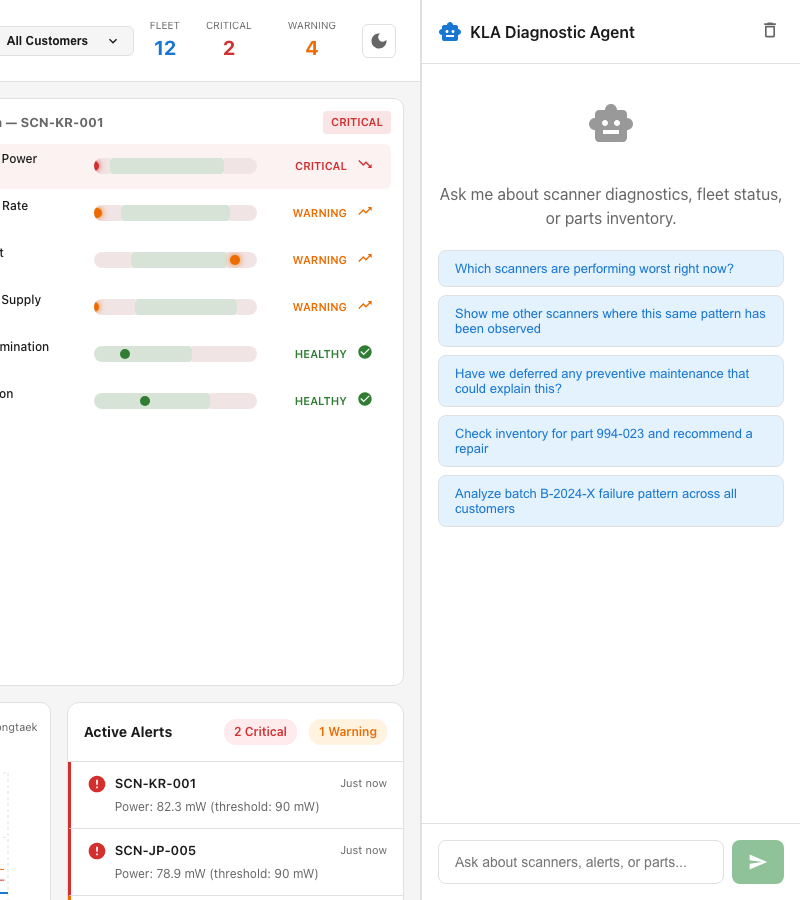 All Customers
FLEET
12
CRITICAL
2
WARNING
4
— SCN-KR-001
CRITICAL
Power
CRITICAL
Rate
WARNING
WARNING
Supply
WARNING
HEALTHY
HEALTHY
Active Alerts
2 Critical
1 Warning
SCN-KR-001
Just now
Power: 82.3 mW (threshold: 90 mW)
SCN-JP-005
Just now
Power: 78.9 mW (threshold: 90 mW)
KLA Diagnostic Agent
Ask me about scanner diagnostics, fleet status,
or parts inventory.
Which scanners are performing worst right now?
Show me other scanners where this same pattern has
been observed
Have we deferred any preventive maintenance that
could explain this?
Check inventory for part 994-023 and recommend a
repair
Analyze batch B-2024-X failure pattern across all
customers
Ask about scanners, alerts, or parts...